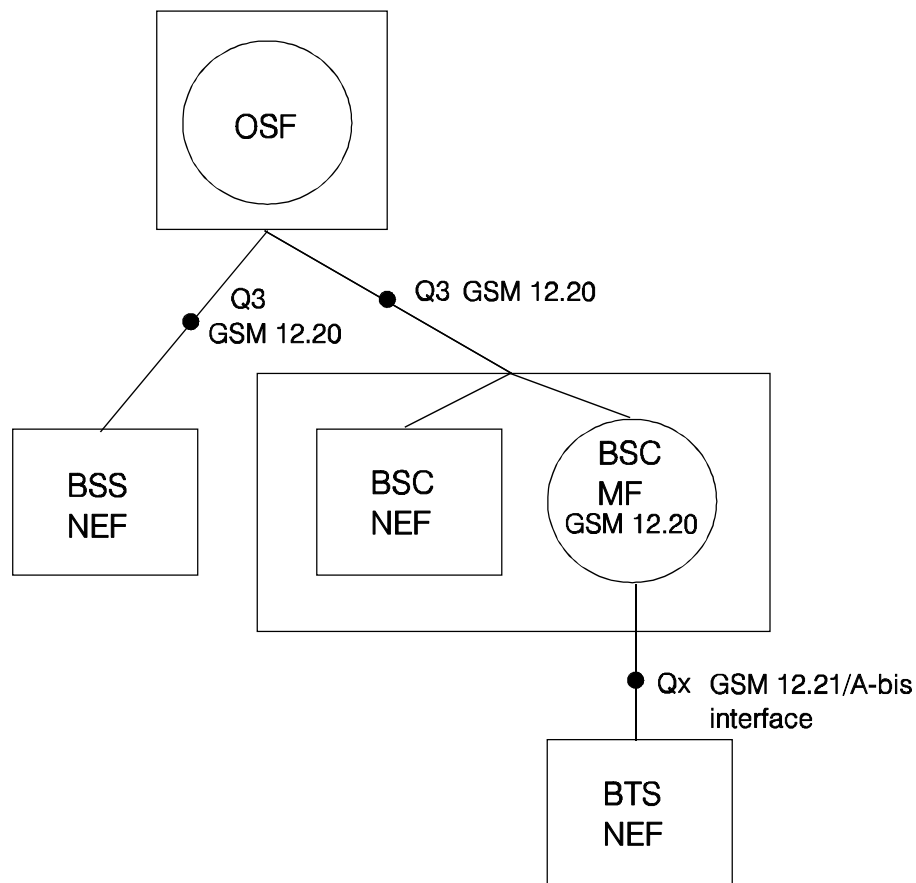 OSF
Q3
GSM 12.20
Q3 GSM 12.20
BSS
NEF
BSC
NEF
BSC
MF
GSM 12.20
Qx GSM 12.21/A-bis
interface
BTS
NEF